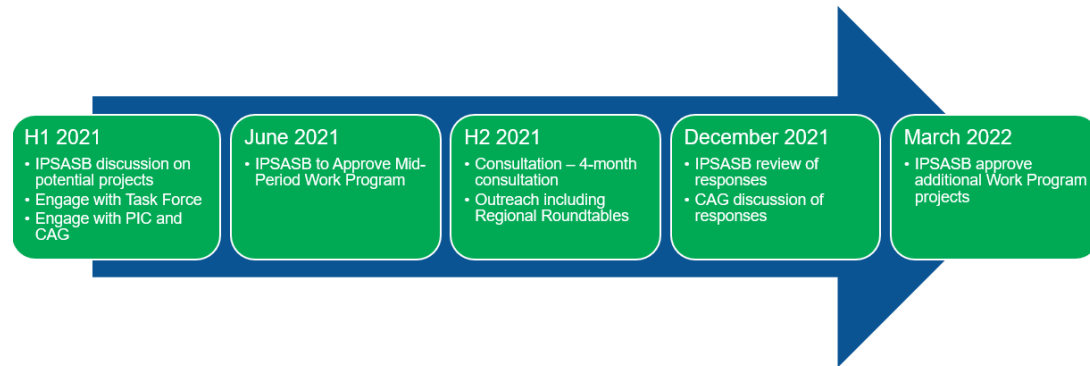 H1 2021
• IPSASB discussion on
potential projects
• Engage with Task Force
• Engage with PIC and
CAG
June 2021
• IPSASB to Approve Mid-
Period Work Program
H2 2021
• Consultation – 4-month
consultation
• Outreach including
Regional Roundtables
December 2021
• IPSASB review of
responses
• CAG discussion of
responses
March 2022
• IPSASB approve
additional Work Program
projects